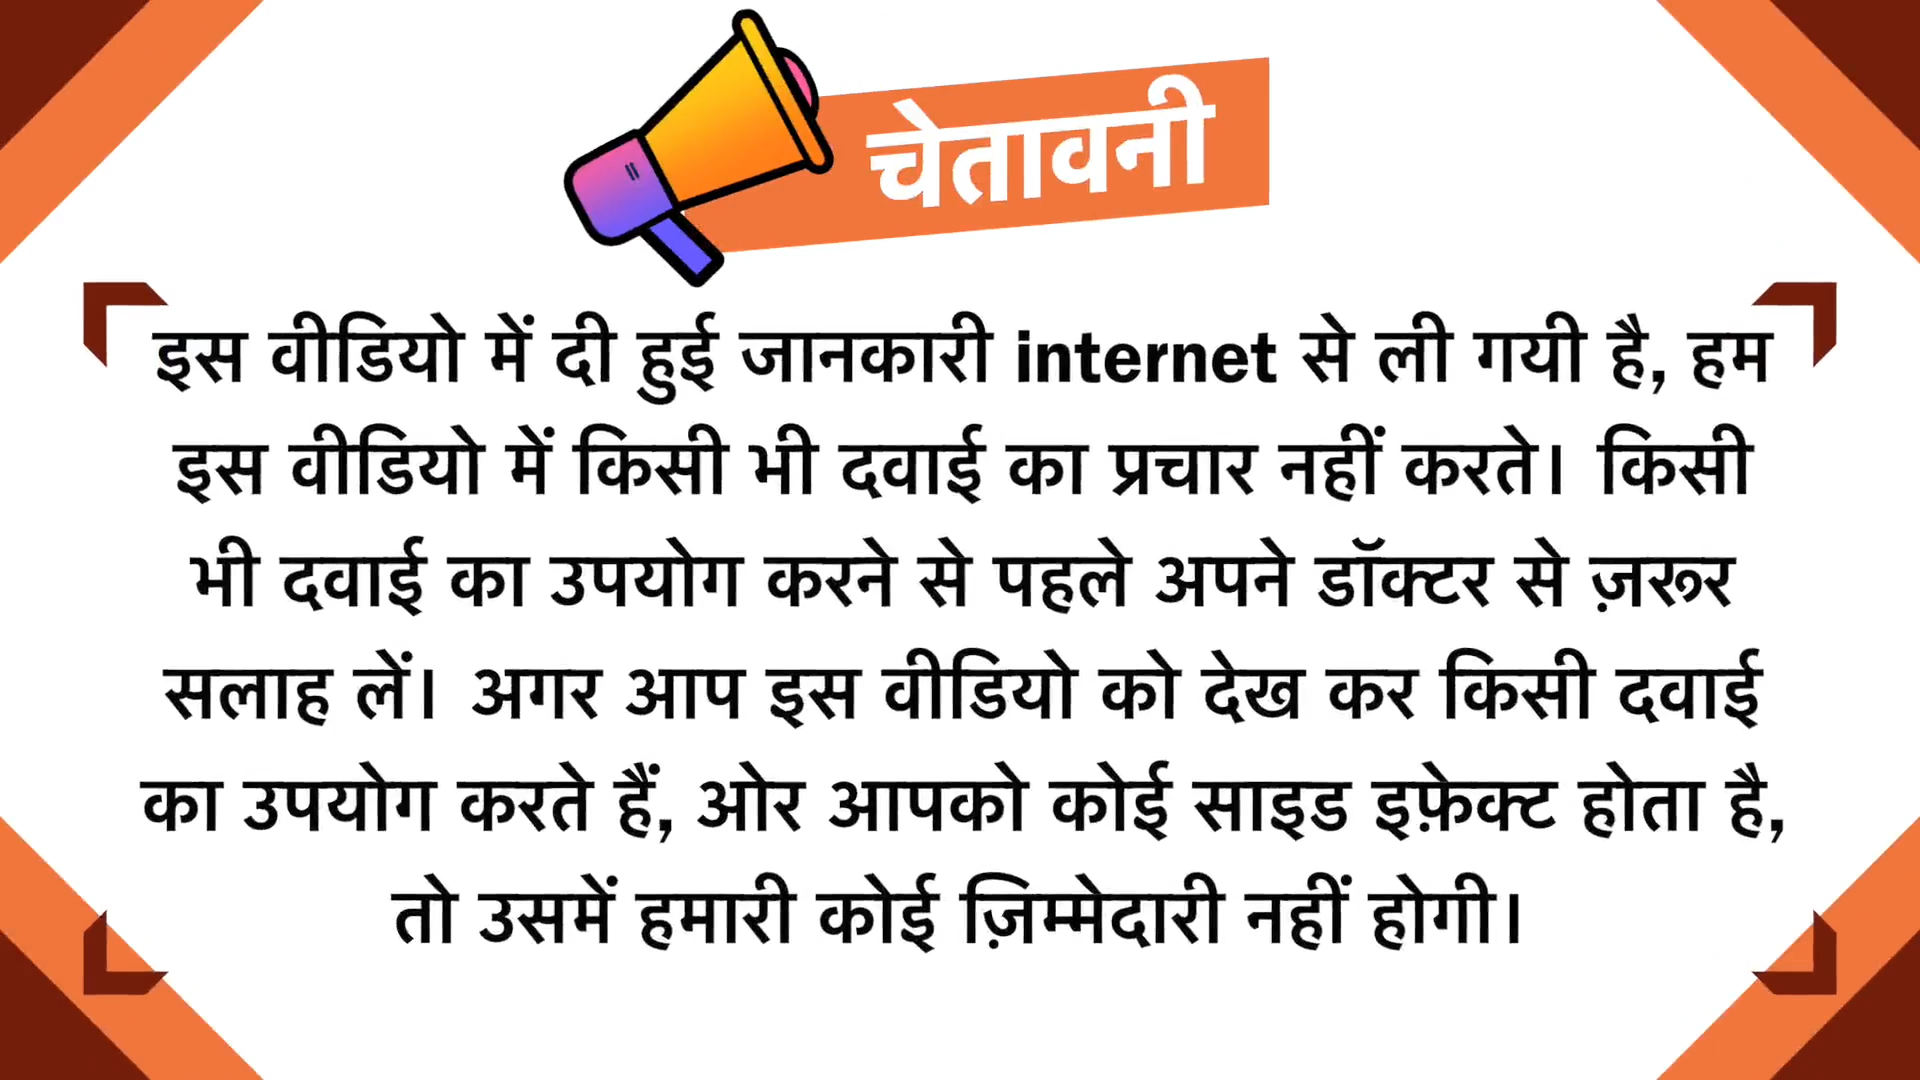 चेतावनी
इस वीडियो में दी हुई जानकारी internet से ली गयी है, हम
इस वीडियो में किसी भी दवाई का प्रचार नहीं करते। किसी
भी दवाई का उपयोग करने से पहले अपने डॉक्टर से ज़रूर
सलाह लें। अगर आप इस वीडियो को देख कर किसी दवाई
का उपयोग करते हैं, ओर आपको कोई साइड इफ़ेक्ट होता है,
तो उसमें हमारी कोई ज़िम्मेदारी नहीं होगी।